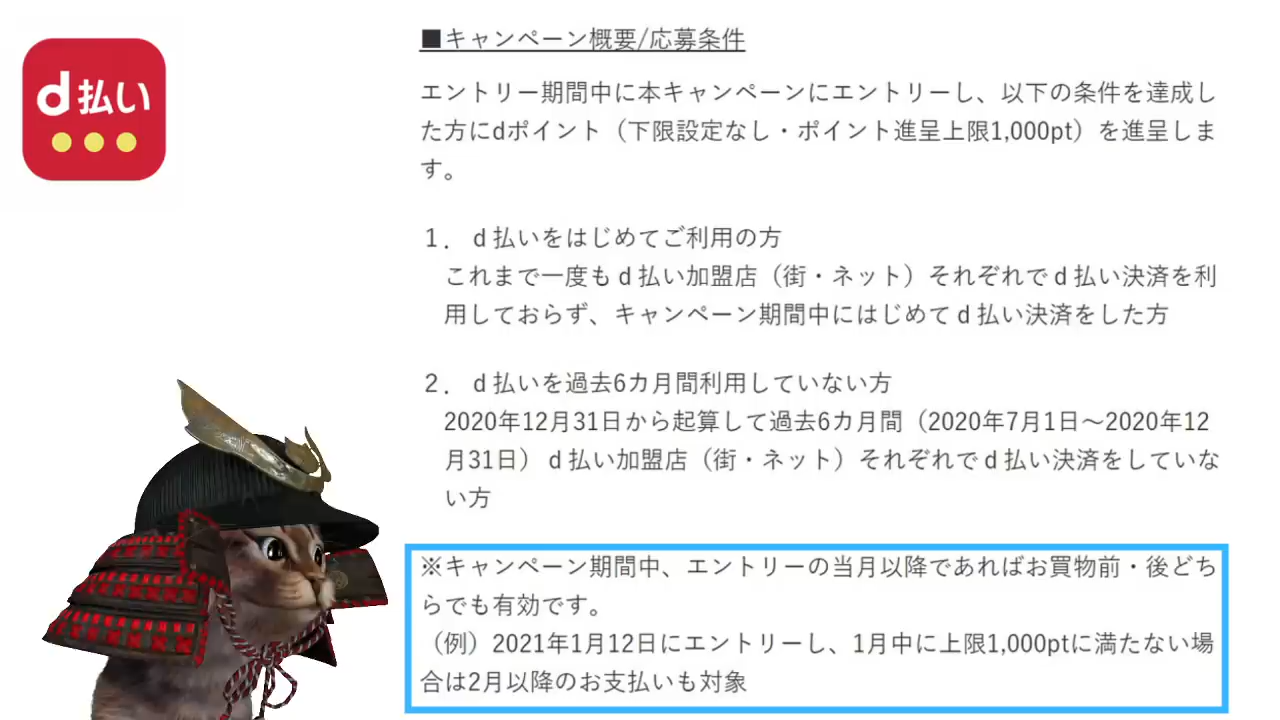 d払い
■キャンペーン概要/応募条件
エントリー期間中に本キャンペーンにエントリーし、以下の条件を達成し
た方にdポイント（下限設定なし・ポイント進呈上限1,000pt）を進呈しま
す。
１．ｄ払いをはじめてご利用の方
これまで一度もｄ払い加盟店（街・ネット）それぞれでｄ払い決済を利
用しておらず、キャンペーン期間中にはじめてｄ払い決済をした方
２．ｄ払いを過去6カ月間利用していない方
2020年12月31日から起算して過去6カ月間（2020年7月1日～2020年12
月31日）ｄ払い加盟店（街・ネット）それぞれでｄ払い決済をしていな
い方
※キャンペーン期間中、エントリーの当月以降であればお買物前・後どち
らでも有効です。
（例）2021年1月12日にエントリーし、1月中に上限1,000ptに満たない場
合は2月以降のお支払いも対象